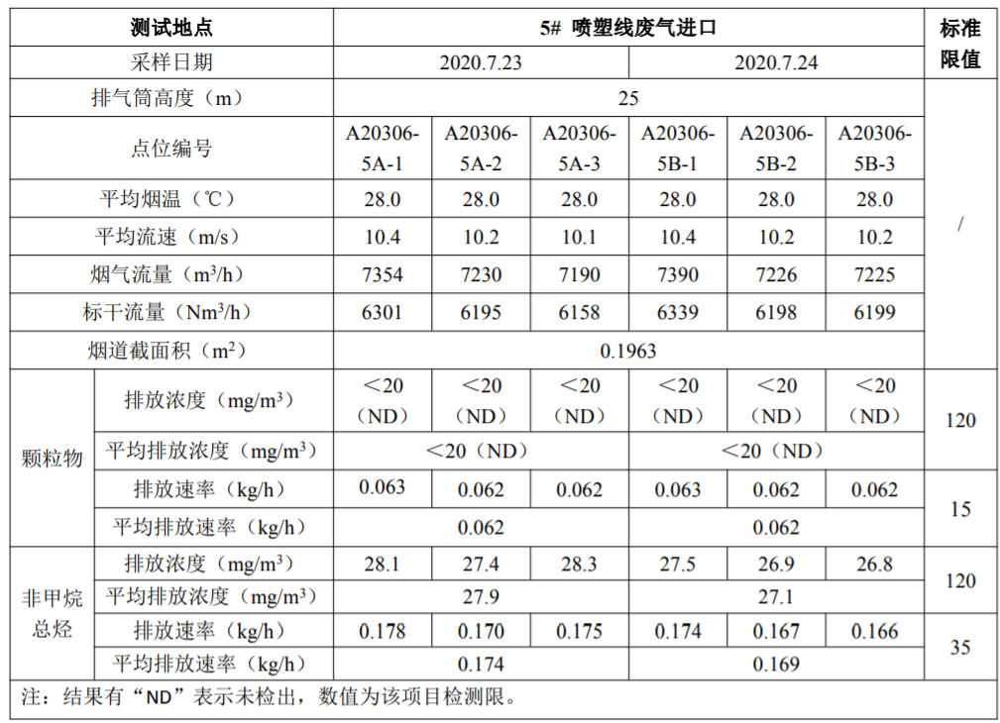 测试地点 5# 喷塑线废气进口 标准限值
采样日期 2020.7.23 2020.7.24
排气筒高度（m） 25 /
点位编号 A20306-5A-1 A20306-5A-2 A20306-5A-3 A20306-5B-1 A20306-5B-2 A20306-5B-3
平均烟温（℃） 28.0 28.0 28.0 28.0 28.0 28.0
平均流速（m/s） 10.4 10.2 10.1 10.4 10.2 10.2
烟气流量（m³/h） 7354 7230 7190 7390 7226 7225
标干流量（Nm³/h） 6301 6195 6158 6339 6198 6199
烟道截面积（m²） 0.1963
颗粒物 排放浓度（mg/m³） ＜20（ND） ＜20（ND） ＜20（ND） ＜20（ND） ＜20（ND） ＜20（ND） 120
平均排放浓度（mg/m³） ＜20（ND） ＜20（ND）
排放速率（kg/h） 0.063 0.062 0.062 0.063 0.062 0.062 15
平均排放速率（kg/h） 0.062 0.062
非甲烷总烃 排放浓度（mg/m³） 28.1 27.4 28.3 27.5 26.9 26.8 120
平均排放浓度（mg/m³） 27.9 27.1
排放速率（kg/h） 0.178 0.170 0.175 0.174 0.167 0.166 35
平均排放速率（kg/h） 0.174 0.169
注：结果有“ND”表示未检出，数值为该项目检测限。